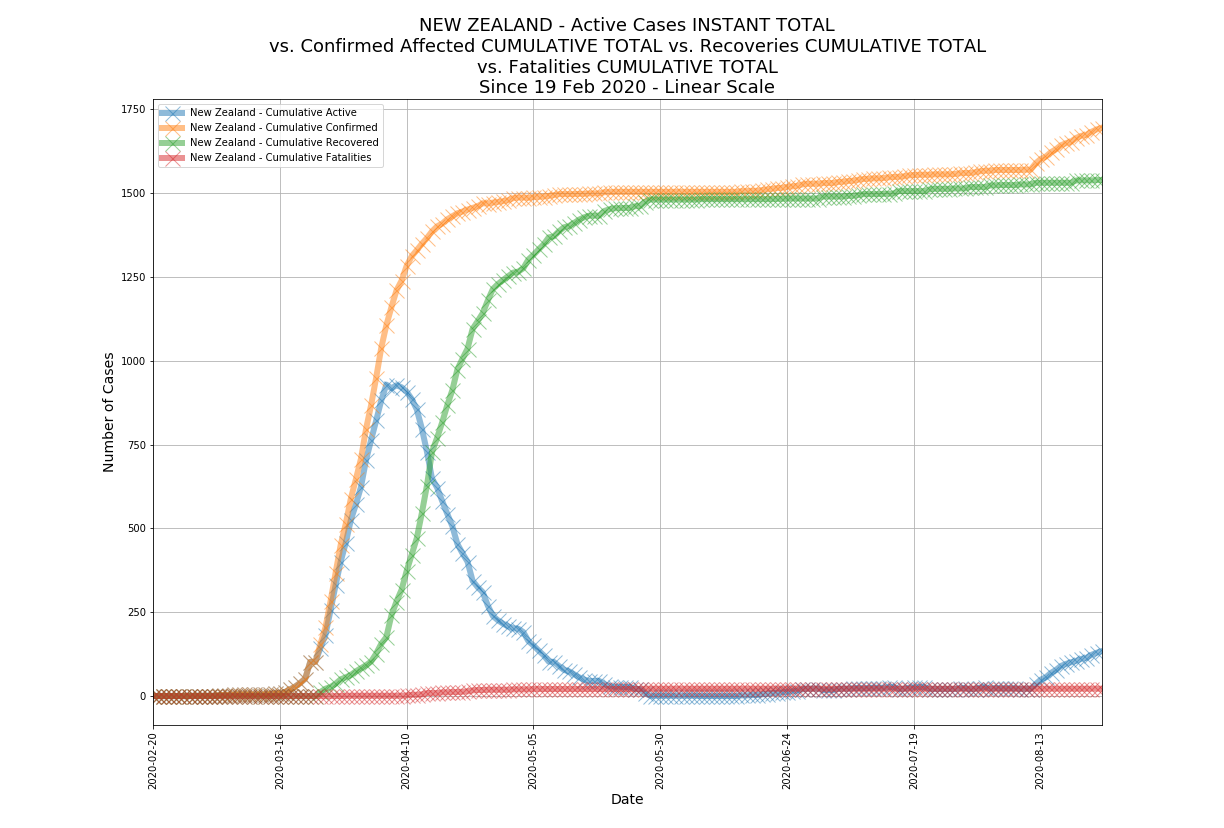 NEW ZEALAND - Active Cases INSTANT TOTAL
vs. Confirmed Affected CUMULATIVE TOTAL vs. Recoveries CUMULATIVE TOTAL
vs. Fatalities CUMULATIVE TOTAL
Since 19 Feb 2020 - Linear Scale
New Zealand - Cumulative Active
New Zealand - Cumulative Confirmed
New Zealand - Cumulative Recovered
New Zealand - Cumulative Fatalities
Number of Cases
1750
1500
1250
1000
750
500
250
0
2020-02-20
2020-03-16
2020-04-10
2020-05-05
2020-05-30
2020-06-24
2020-07-19
2020-08-13
Date